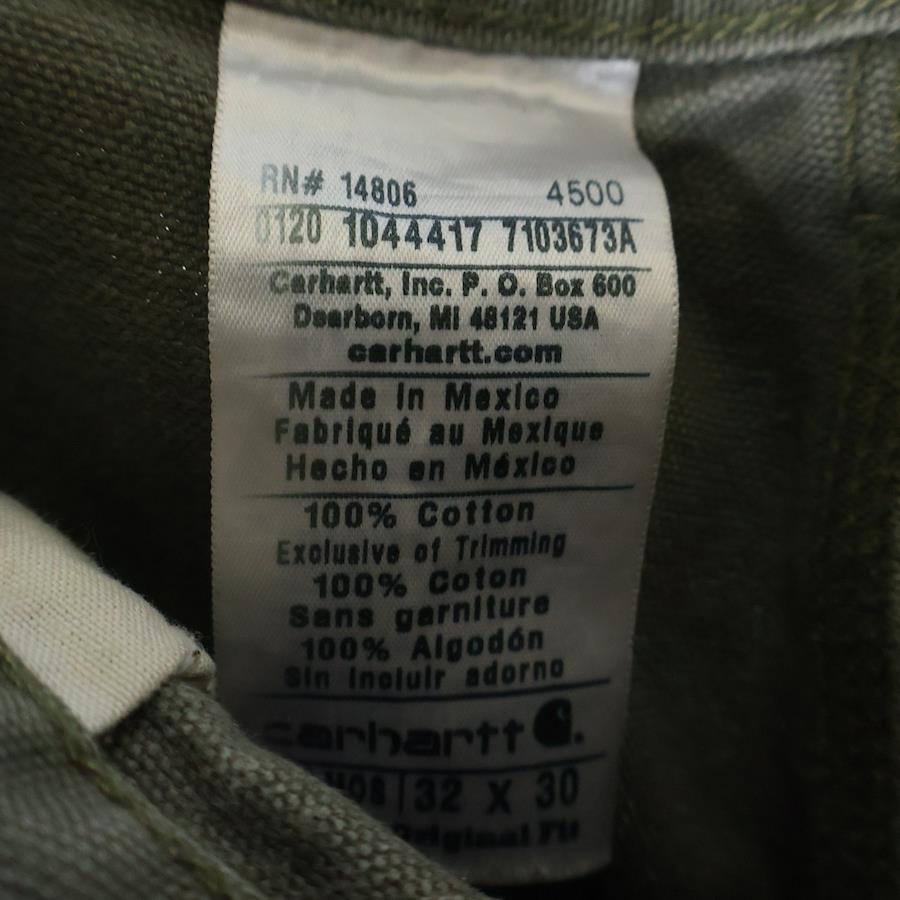 RN# 14806 4500
0120 1044417 7103673A
Carhartt, Inc. P. O. Box 600
Dearborn, MI 48121 USA
carhartt.com
Made in Mexico
Fabriqué au Mexique
Hecho en México
100% Cotton
Exclusive of Trimming
100% Coton
Sans garniture
100% Algodón
Sin incluir adorno
carhartt
32 X 30
Original Fit